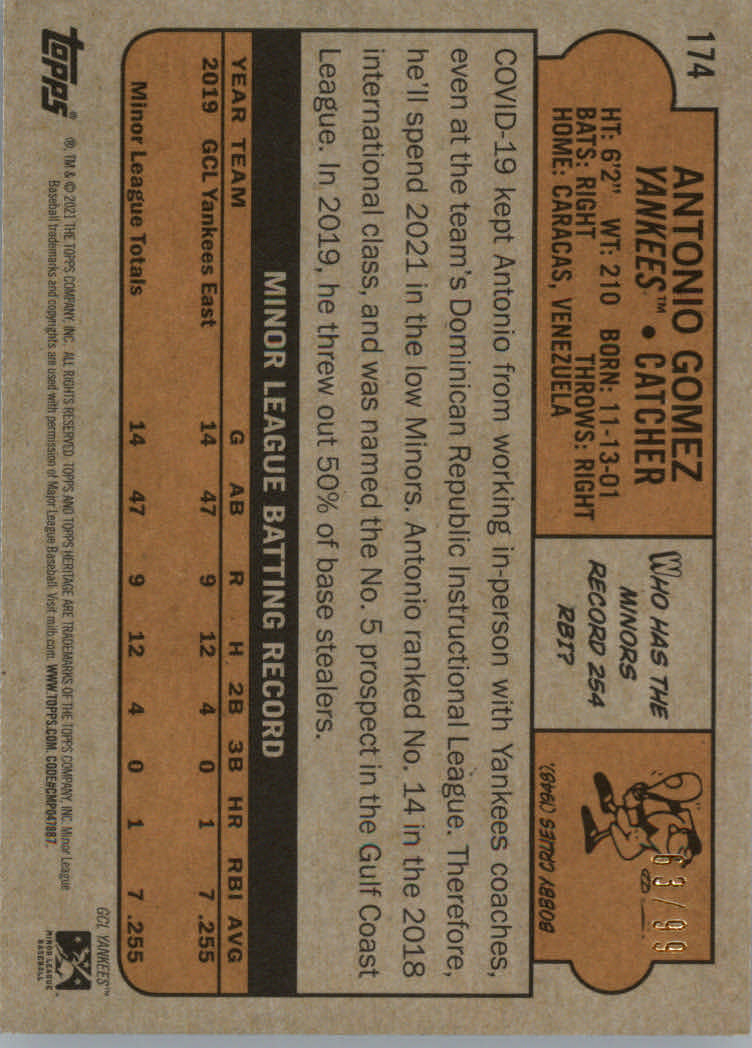 174
ANTONIO GOMEZ
YANKEES™ • CATCHER
HT: 6'2" WT: 210 BORN: 11-13-01
BATS: RIGHT THROWS: RIGHT
HOME: CARACAS, VENEZUELA
WHO HAS THE
MINORS
RECORD 254
RBI?
BOBBY CRUES (1948).
63/99
COVID-19 kept Antonio from working in-person with Yankees coaches,
even at the team's Dominican Republic Instructional League. Therefore,
he'll spend 2021 in the low Minors. Antonio ranked No. 14 in the 2018
international class, and was named the No. 5 prospect in the Gulf Coast
League. In 2019, he threw out 50% of base stealers.
MINOR LEAGUE BATTING RECORD
YEAR TEAM G AB R H 2B 3B HR RBI AVG
2019 GCL Yankees East 14 47 9 12 4 0 1 7 .255
Minor League Totals 14 47 9 12 4 0 1 7 .255
GCL YANKEES™
topps®
®, TM & © 2021 THE TOPPS COMPANY, INC. ALL RIGHTS RESERVED. TOPPS AND TOPPS HERITAGE ARE TRADEMARKS OF THE TOPPS COMPANY, INC. Minor League
Baseball trademarks and copyrights are used with permission of Major League Baseball. Visit milb.com. WWW.TOPPS.COM. CODE#CMP047887.
MINOR LEAGUE
BASEBALL